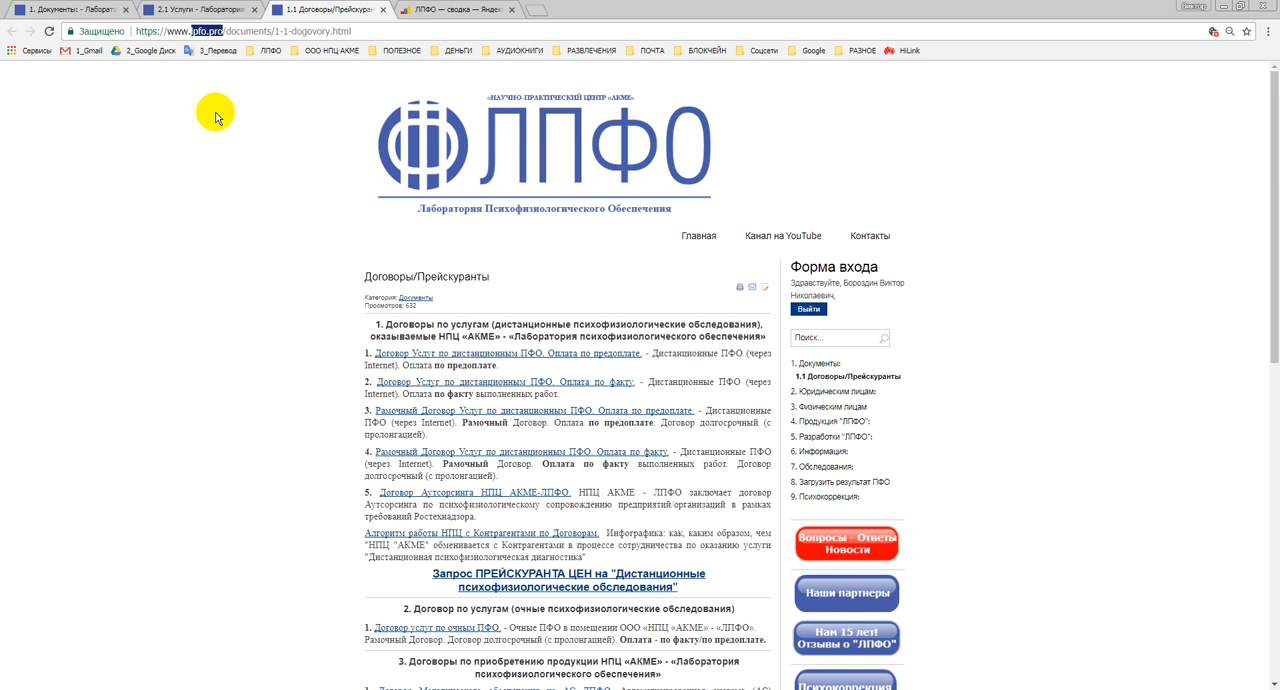 1. Документы: - Лаборато
2.1 Услуги - Лаборатория
1.1 Договоры/Прейскуран
ЛПФО — сводка — Яндек
Виктор
Защищено
https://www.lpfo.pro/documents/1-1-dogovory.html
Сервисы
1_Gmail
2_Google Диск
3_Перевод
ЛПФО
ООО НПЦ АКМЕ
ПОЛЕЗНОЕ
ДЕНЬГИ
АУДИОКНИГИ
РАЗВЛЕЧЕНИЯ
ПОЧТА
БЛОКЧЕЙН
Соцсети
Google
РАЗНОЕ
HiLink
«НАУЧНО-ПРАКТИЧЕСКИЙ ЦЕНТР «АКМЕ»
ЛПФО
Лаборатория Психофизиологического Обеспечения
Главная
Канал на YouTube
Контакты
Договоры/Прейскуранты
Категория: Документы
Просмотров: 632
1. Договоры по услугам (дистанционные психофизиологические обследования),
оказываемые НПЦ «АКМЕ» - «Лаборатория психофизиологического обеспечения»
1. Договор Услуг по дистанционным ПФО. Оплата по предоплате. - Дистанционные ПФО (через
Internet). Оплата по предоплате.
2. Договор Услуг по дистанционным ПФО. Оплата по факту. - Дистанционные ПФО (через
Internet). Оплата по факту выполненных работ.
3. Рамочный Договор Услуг по дистанционным ПФО. Оплата по предоплате. - Дистанционные
ПФО (через Internet). Рамочный Договор. Оплата по предоплате. Договор долгосрочный (с
пролонгацией).
4. Рамочный Договор Услуг по дистанционным ПФО. Оплата по факту. - Дистанционные ПФО
(через Internet). Рамочный Договор. Оплата по факту выполненных работ. Договор
долгосрочный (с пролонгацией).
5. Договор Аутсорсинга НПЦ АКМЕ-ЛПФО. НПЦ АКМЕ - ЛПФО заключает договор
Аутсорсинга по психофизиологическому сопровождению предприятий/организаций в рамках
требований Ростехнадзора.
Алгоритм работы НПЦ с Контрагентами по Договорам. Инфографика: как, каким образом, чем
"НПЦ "АКМЕ" обменивается с Контрагентами в процессе сотрудничества по оказанию услуги
"Дистанционная психофизиологическая диагностика"
Запрос ПРЕЙСКУРАНТА ЦЕН на "Дистанционные
психофизиологические обследования"
2. Договор по услугам (очные психофизиологические обследования)
1. Договор услуг по очным ПФО. - Очные ПФО в помещении ООО «НПЦ «АКМЕ» - «ЛПФО».
Рамочный Договор. Договор долгосрочный (с пролонгацией). Оплата - по факту/по предоплате.
3. Договоры по приобретению продукции НПЦ «АКМЕ» - «Лаборатория
психофизиологического обеспечения»
Форма входа
Здравствуйте, Бороздин Виктор
Николаевич,
Выйти
Поиск...
1. Документы:
1.1 Договоры/Прейскуранты
2. Юридическим лицам:
3. Физическим лицам
4. Продукция "ЛПФО":
5. Разработки "ЛПФО":
6. Информация:
7. Обследования:
8. Загрузить результат ПФО
9. Психокоррекция:
Вопросы - Ответы
Новости
Наши партнеры
Нам 15 лет!
Отзывы о "ЛПФО"
Психокоррекция